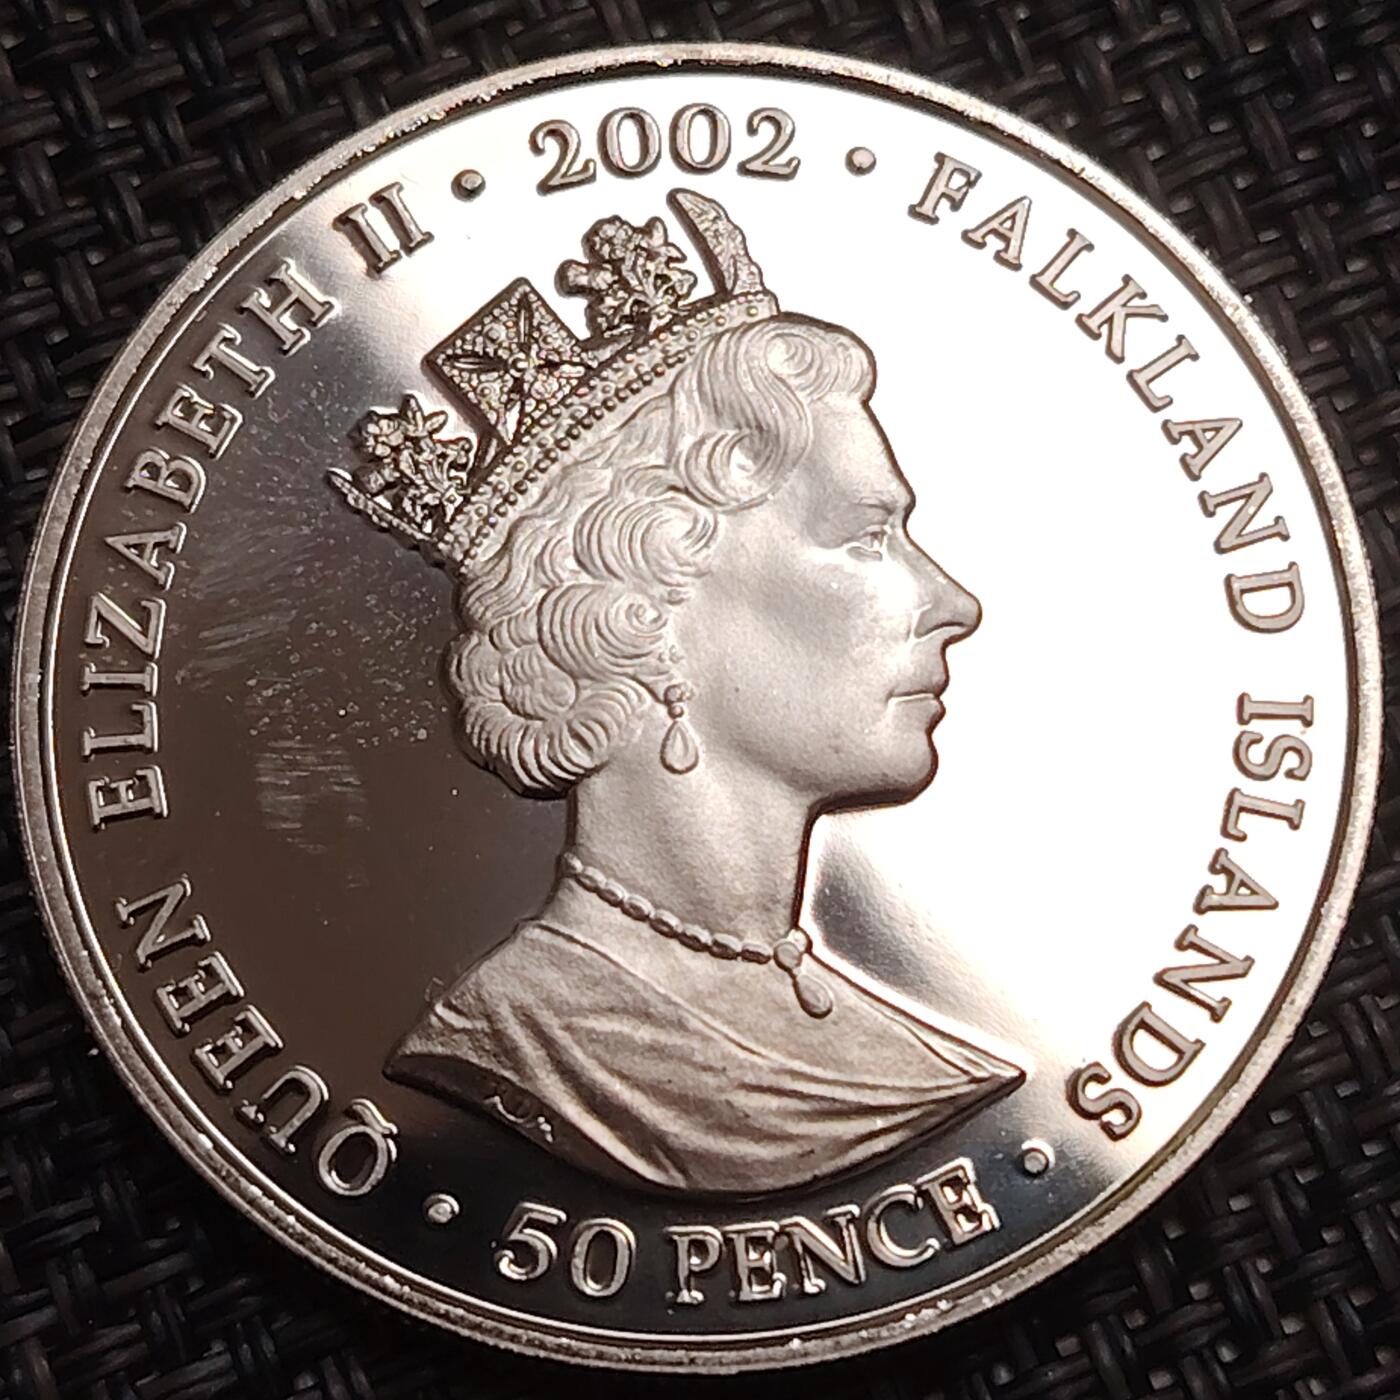 QUEEN ELIZABETH II · 2002 · FALKLAND ISLANDS ·
50 PENCE ·